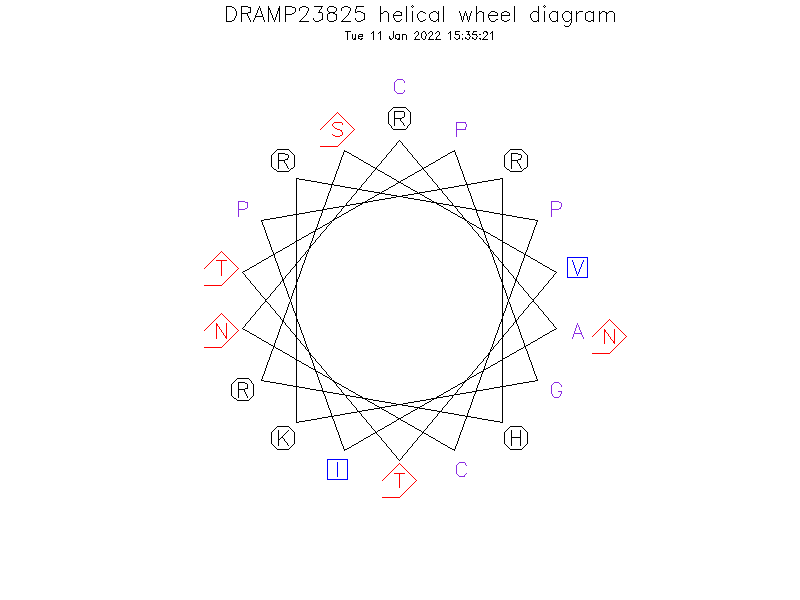 DRAMP23825 helical wheel diagram
Tue 11 Jan 2022 15:35:21
C
S R P
R R
P P
T V
N A N
R G
K H
I T C